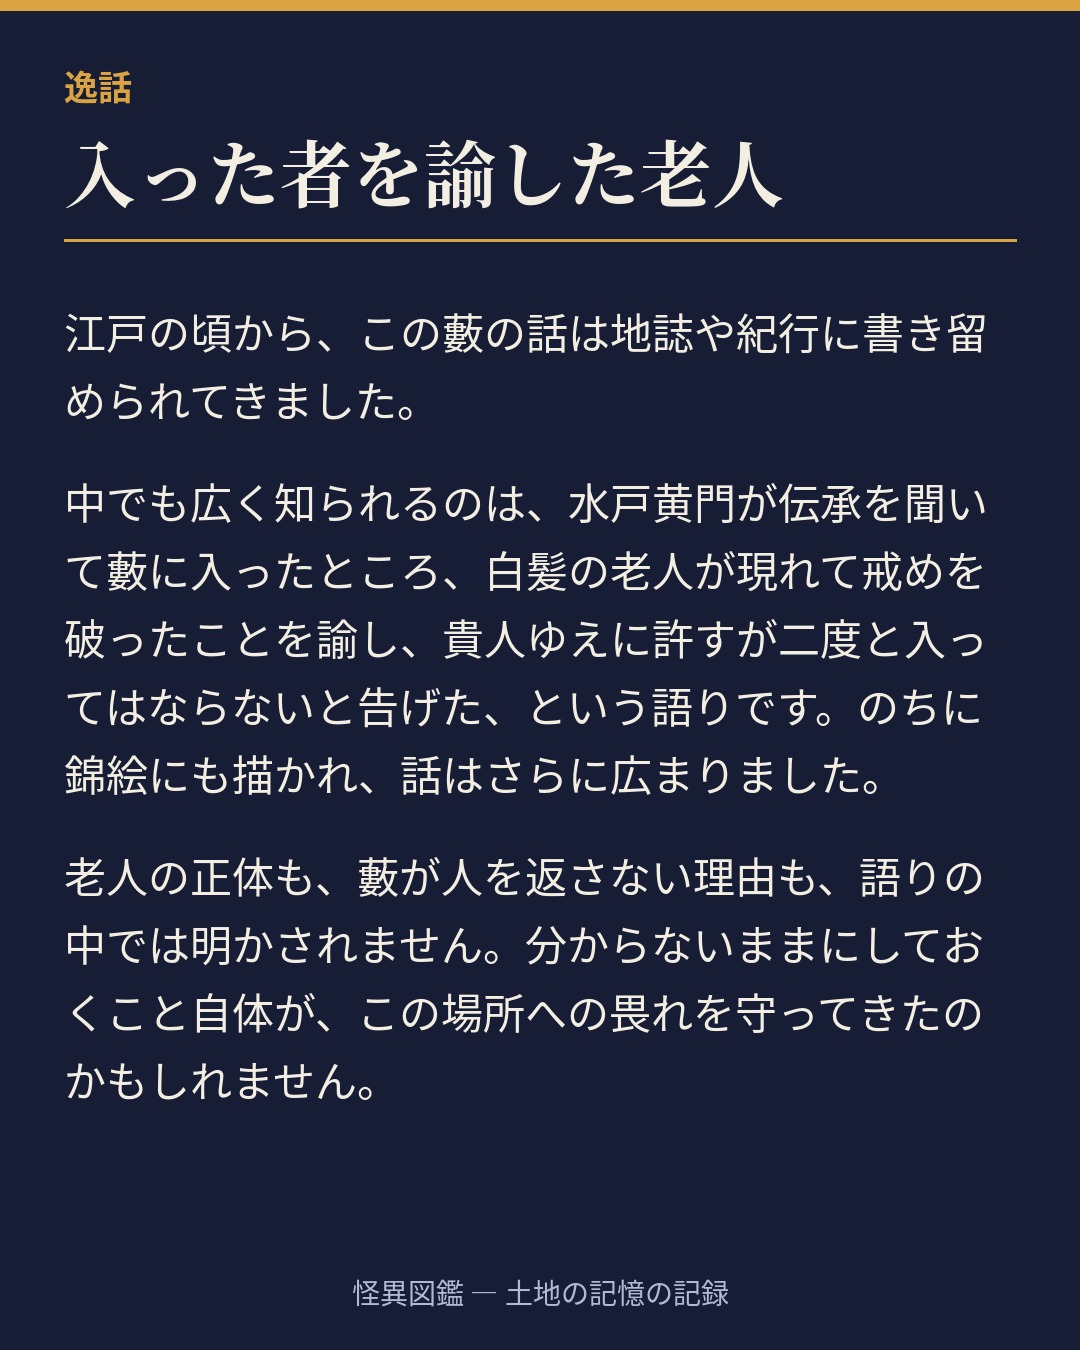 逸話
入った者を諭した老人
江戸の頃から、この藪の話は地誌や紀行に書き留
められてきました。
中でも広く知られるのは、水戸黄門が伝承を聞い
て藪に入ったところ、白髪の老人が現れて戒めを
破ったことを諭し、貴人ゆえに許すが二度と入っ
てはならないと告げた、という語りです。のちに
錦絵にも描かれ、話はさらに広まりました。
老人の正体も、藪が人を返さない理由も、語りの
中では明かされません。分からないままにしてお
くこと自体が、この場所への畏れを守ってきたの
かもしれません。
怪異図鑑 — 土地の記憶の記録